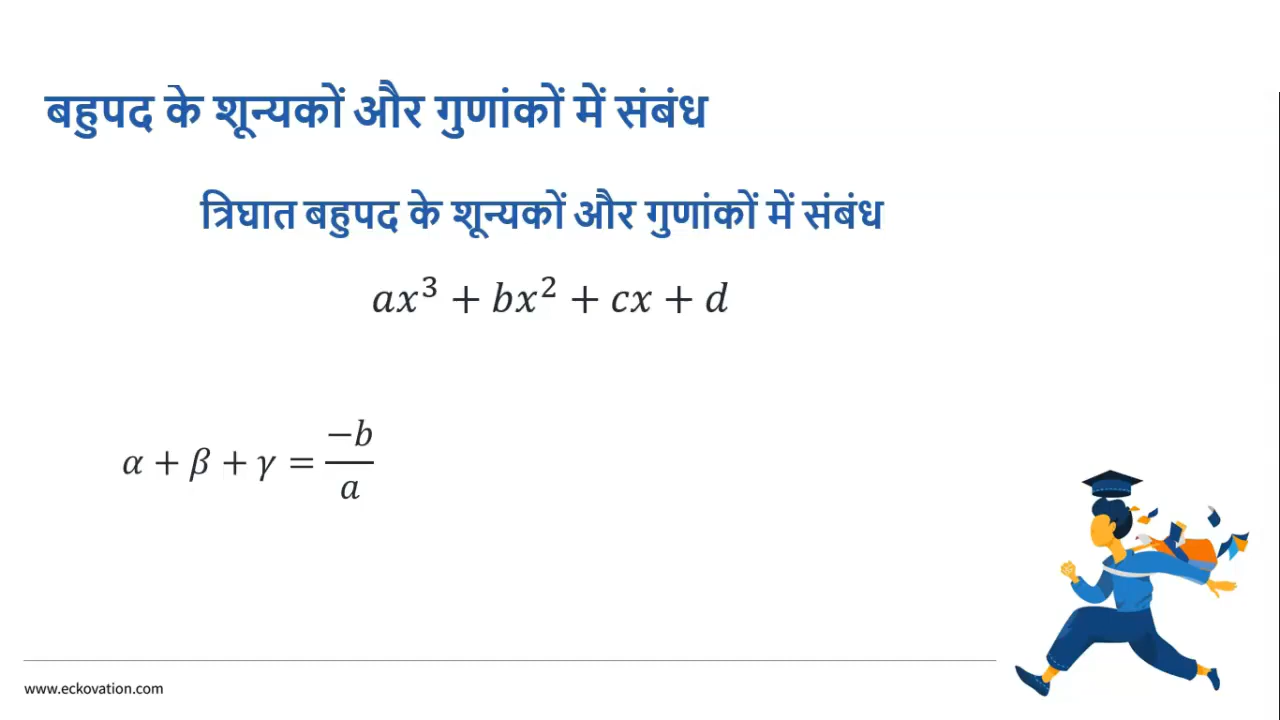 बहुपद के शून्यकों और गुणांकों में संबंध
त्रिघात बहुपद के शून्यकों और गुणांकों में संबंध
ax³ + bx² + cx + d
α + β + γ = −b/a
www.eckovation.com